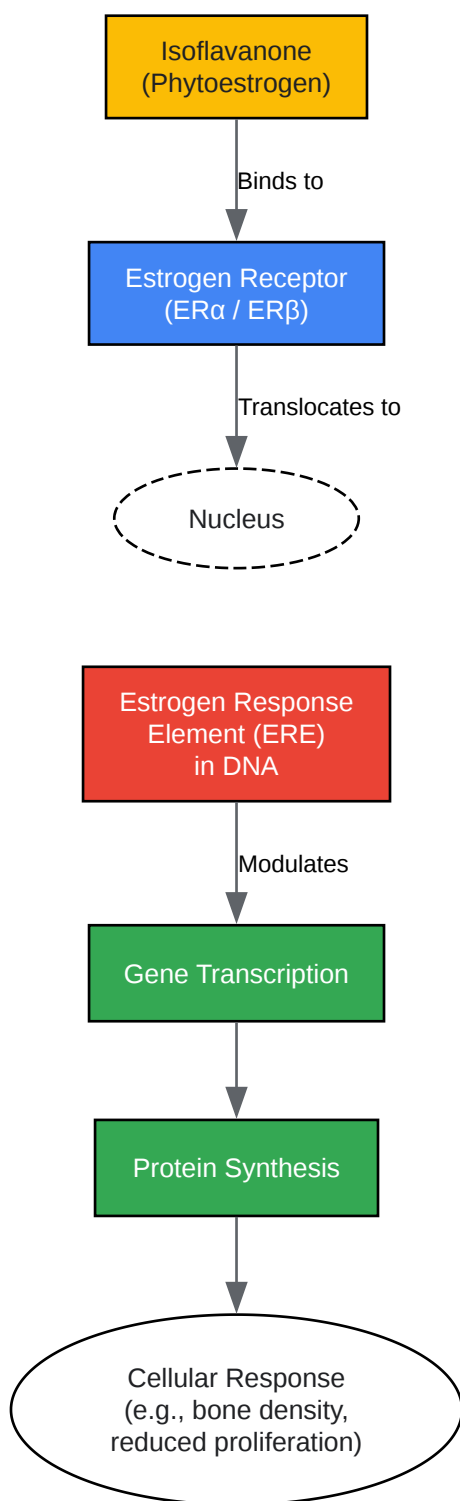 Isoflavanone
(Phytoestrogen)
Binds to
Estrogen Receptor
(ERα / ERβ)
Translocates to
Nucleus
Estrogen Response
Element (ERE)
in DNA
Modulates
Gene Transcription
Protein Synthesis
Cellular Response
(e.g., bone density,
reduced proliferation)